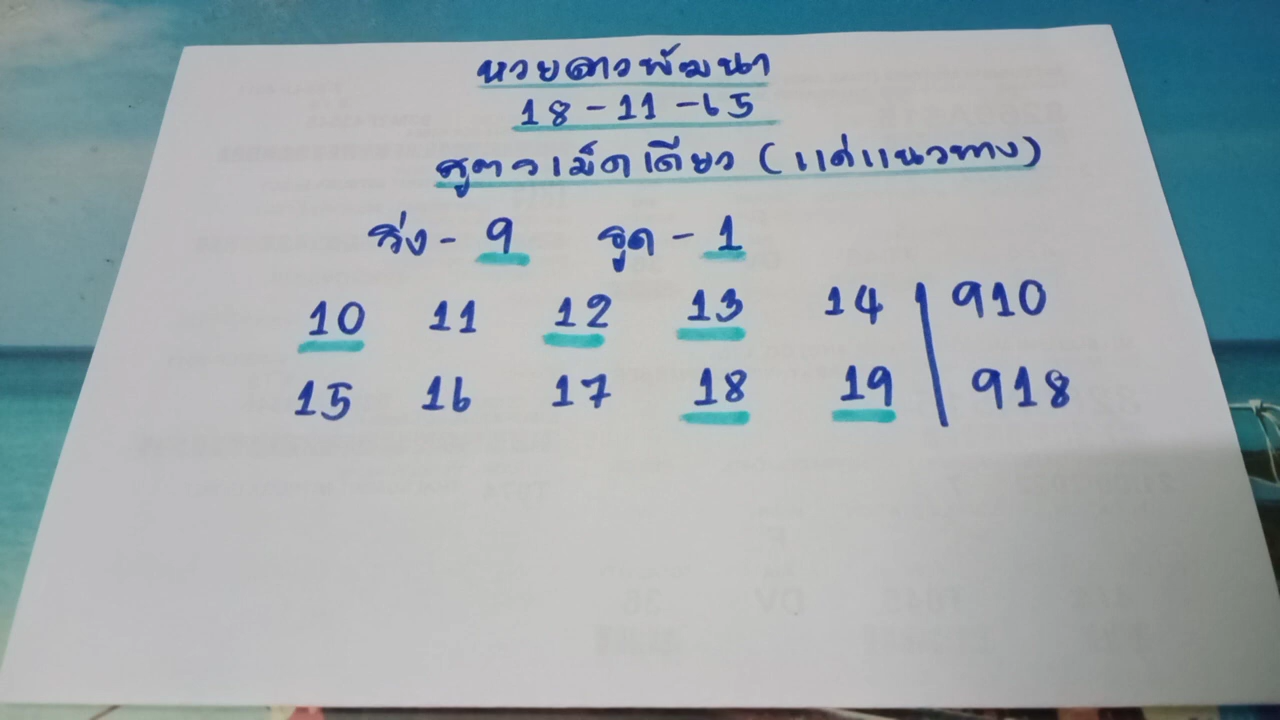 หวยลาวพัฒนา
18-11-65
สูตรเม็ดเดียว (แค่แนวทาง)
วิ่ง - 9 รูด - 1
10 11 12 13 14 | 910
15 16 17 18 19 | 918